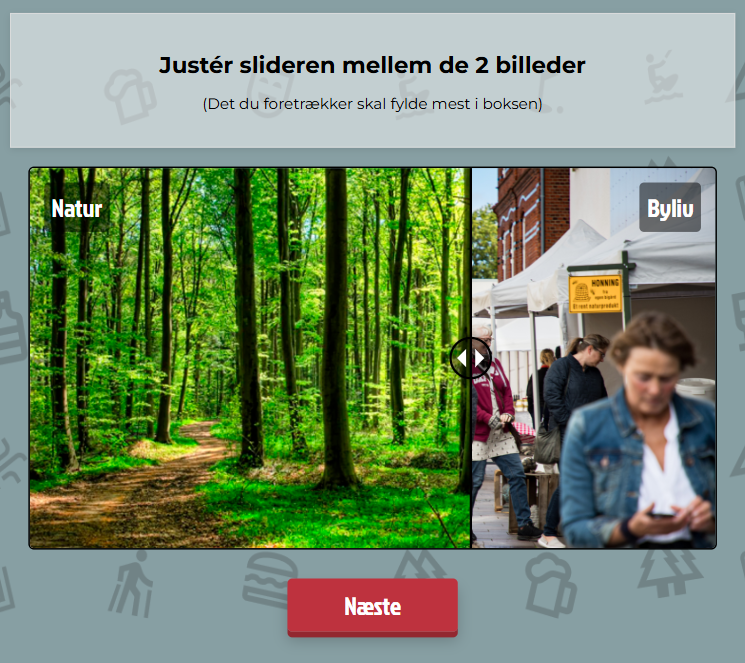 Justér slideren mellem de 2 billeder
(Det du foretrækker skal fylde mest i boksen)
Natur
Byliv
HONNING
Næste